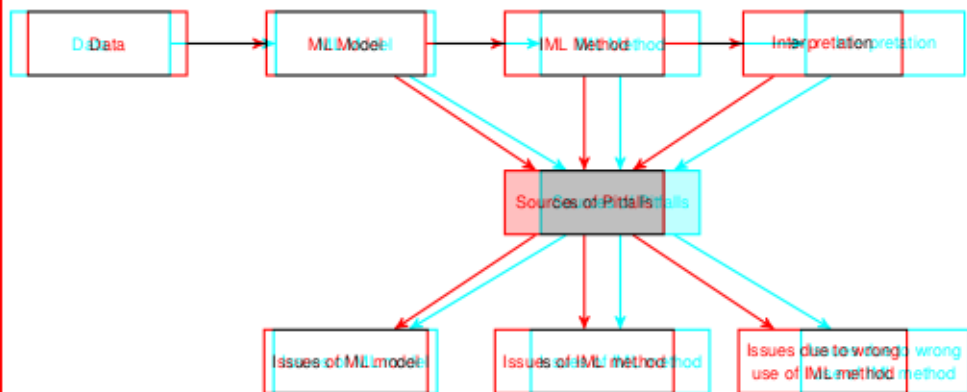 Data
ML Model
IML Method
Interpretation
Sources of Pitfalls
Issues of ML model
Issues of IML method
Issues due to wrong
use of IML method